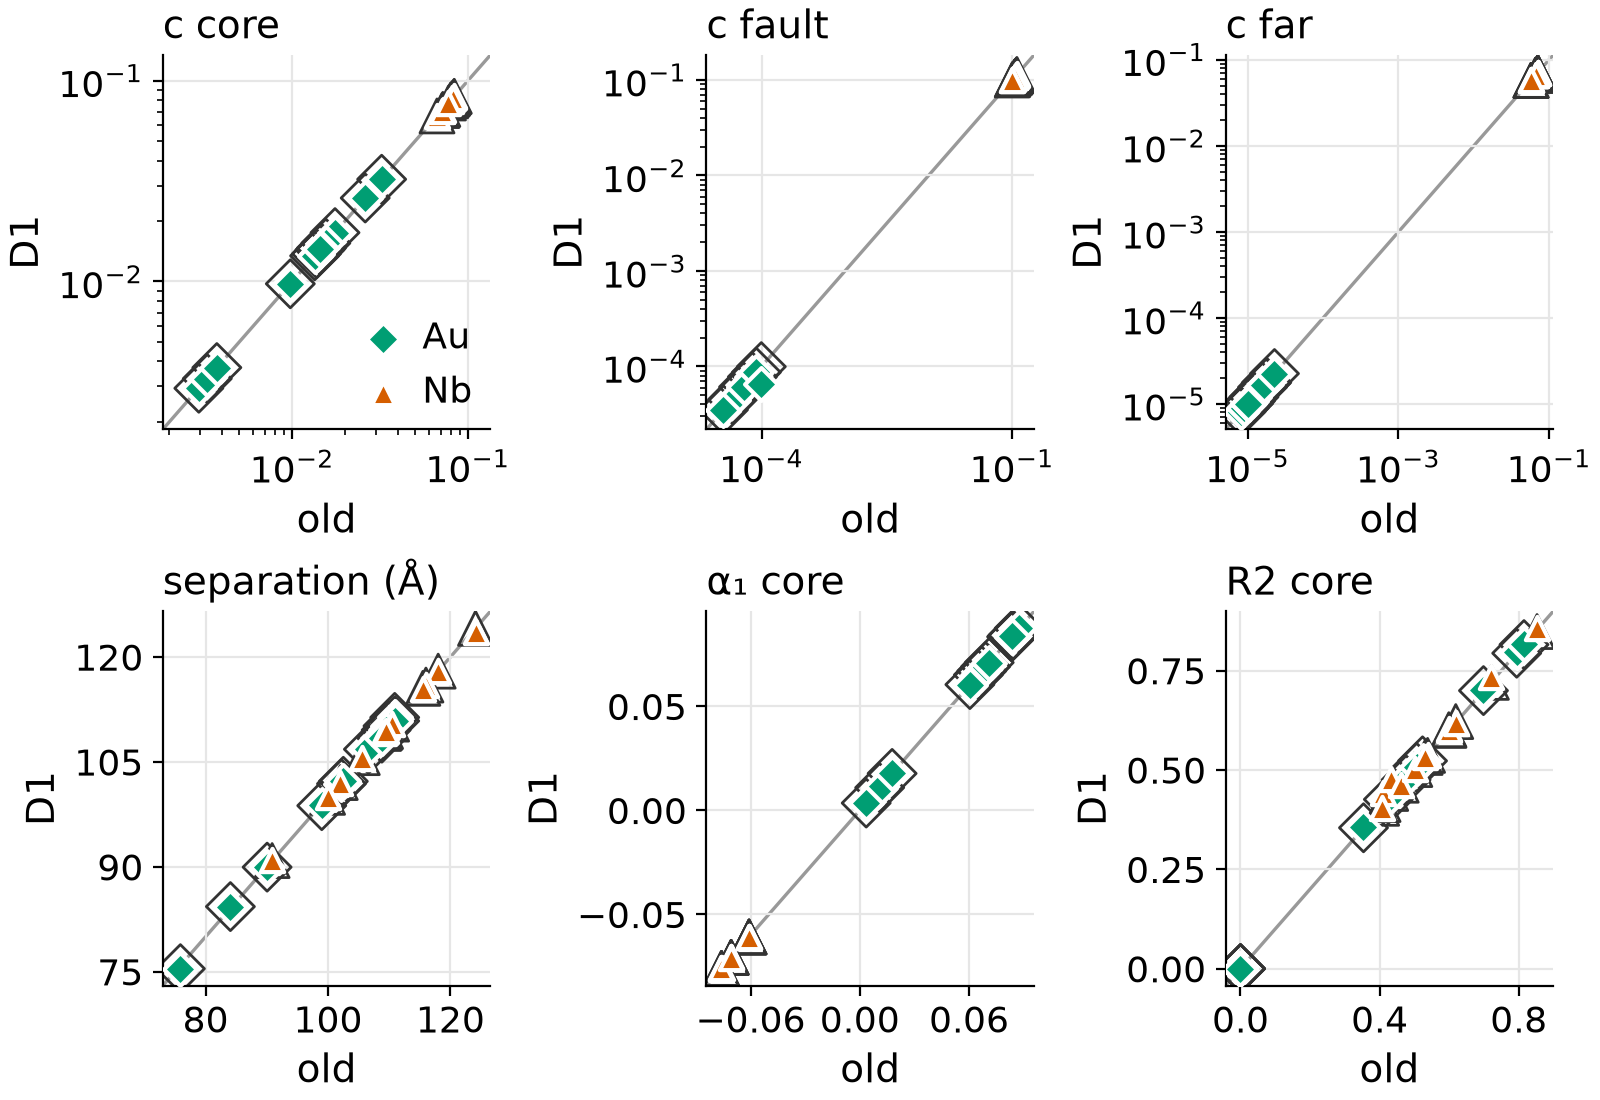 c core
c fault
c far
10⁻¹
10⁻²
D1
10⁻²
10⁻¹
old
Au
Nb
10⁻¹
10⁻²
10⁻³
10⁻⁴
D1
10⁻⁴
10⁻¹
old
10⁻¹
10⁻²
10⁻³
10⁻⁴
10⁻⁵
D1
10⁻⁵
10⁻³
10⁻¹
old
separation (Å)
α₁ core
R2 core
120
105
90
75
D1
80
100
120
old
0.05
0.00
−0.05
D1
−0.06
0.00
0.06
old
0.75
0.50
0.25
0.00
D1
0.0
0.4
0.8
old